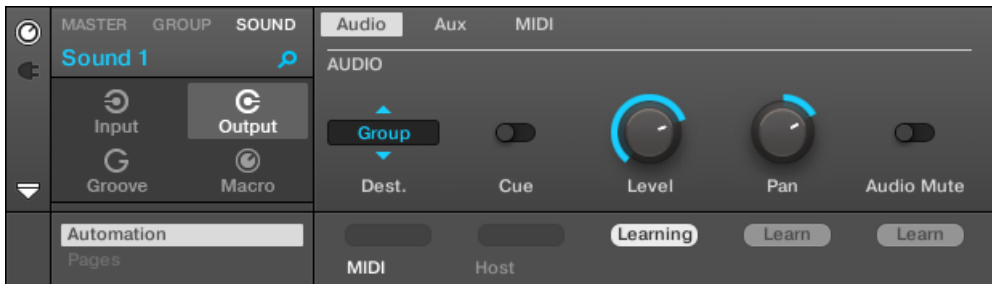 MASTER GROUP SOUND
Sound 1
Input Output
Groove Macro
Automation
Pages
Audio Aux MIDI
AUDIO
Group
Dest. Cue Level Pan Audio Mute
Learning Learn Learn
MIDI Host